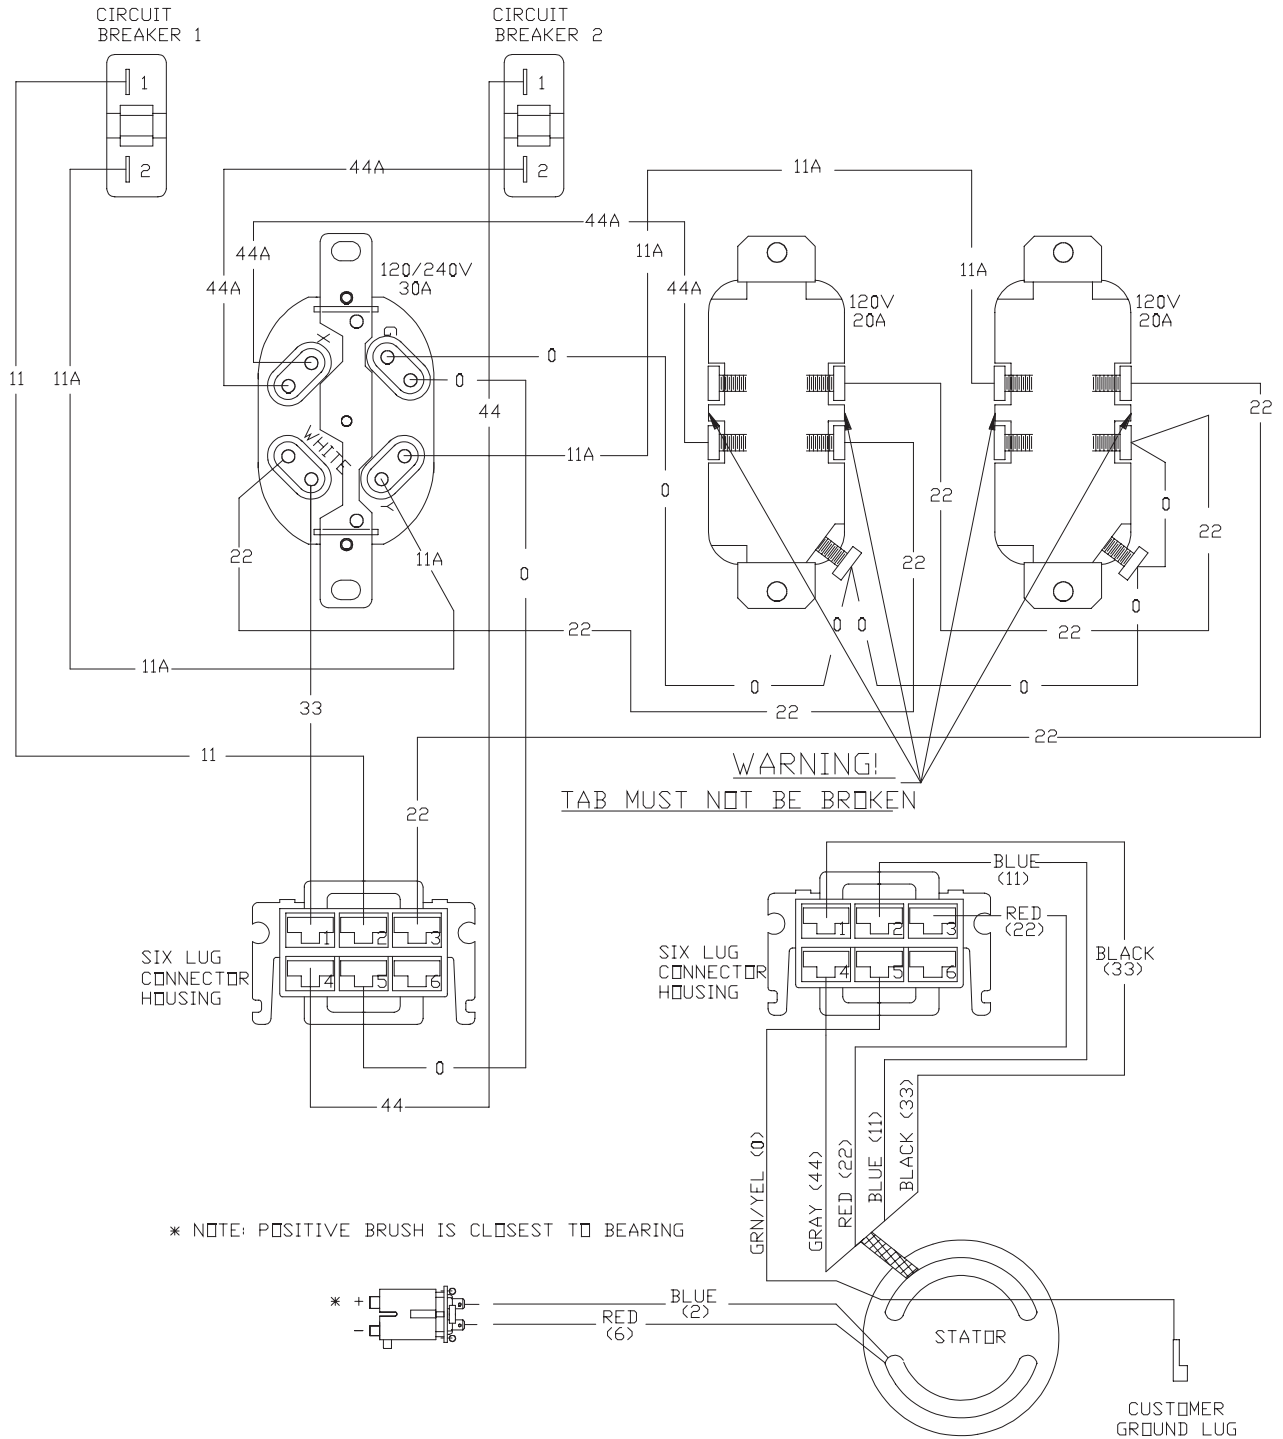 CIRCUIT
BREAKER 1
CIRCUIT
BREAKER 2
1
1
2
2
44A
11A
44A
44A
11A
44A
44A
11A
120/240V
30A
120V
20A
120V
20A
X
G
WHITE
Y
0
0
11
11A
44
22
11A
0
22
0
22
22
11A
22
0
0
0
0
22
22
11A
0
0
33
22
22
11
WARNING!
TAB MUST NOT BE BROKEN
22
BLUE
(11)
RED
(22)
BLACK
(33)
1
2
3
4
5
6
SIX LUG
CONNECTOR
HOUSING
1
2
3
4
5
6
SIX LUG
CONNECTOR
HOUSING
0
44
GRN/YEL (0)
GRAY (44)
RED (22)
BLUE (11)
BLACK (33)
* NOTE: POSITIVE BRUSH IS CLOSEST TO BEARING
* +
-
BLUE
(2)
RED
(6)
STATOR
CUSTOMER
GROUND LUG